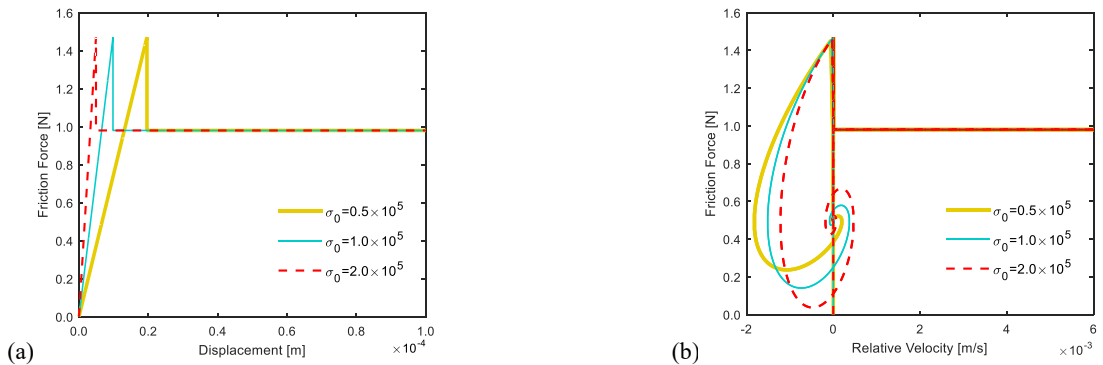 1.6
1.4
1.2
1.0
0.8
0.6
0.4
0.2
0.0
Friction Force [N]
σ0=0.5×10^5
σ0=1.0×10^5
σ0=2.0×10^5
0.0 0.2 0.4 0.6 0.8 1.0
Displacement [m]
×10^-4
(a)
1.6
1.4
1.2
1.0
0.8
0.6
0.4
0.2
0.0
Friction Force [N]
σ0=0.5×10^5
σ0=1.0×10^5
σ0=2.0×10^5
-2 0 2 4 6
Relative Velocity [m/s]
×10^-3
(b)